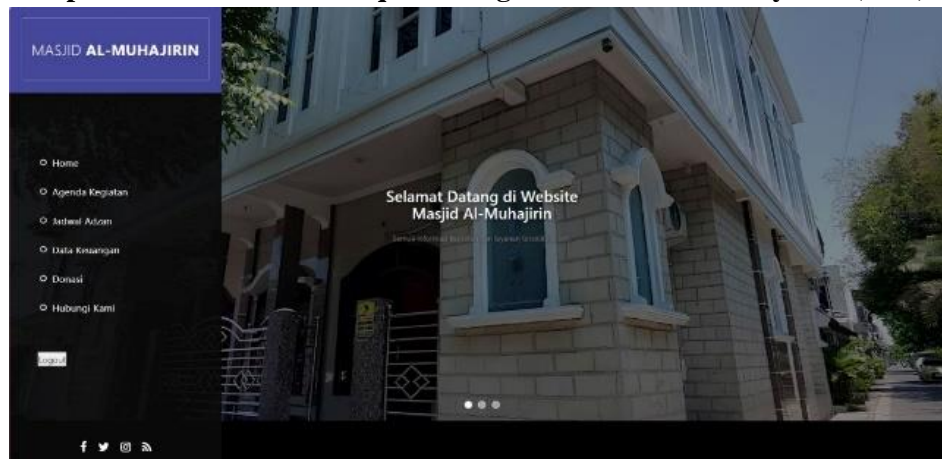 MASJID AL-MUHAJIRIN
Home
Agenda Kegiatan
Jadwal Adzan
Data Keuangan
Donasi
Hubungi Kami
Logout
Selamat Datang di Website
Masjid Al-Muhajirin